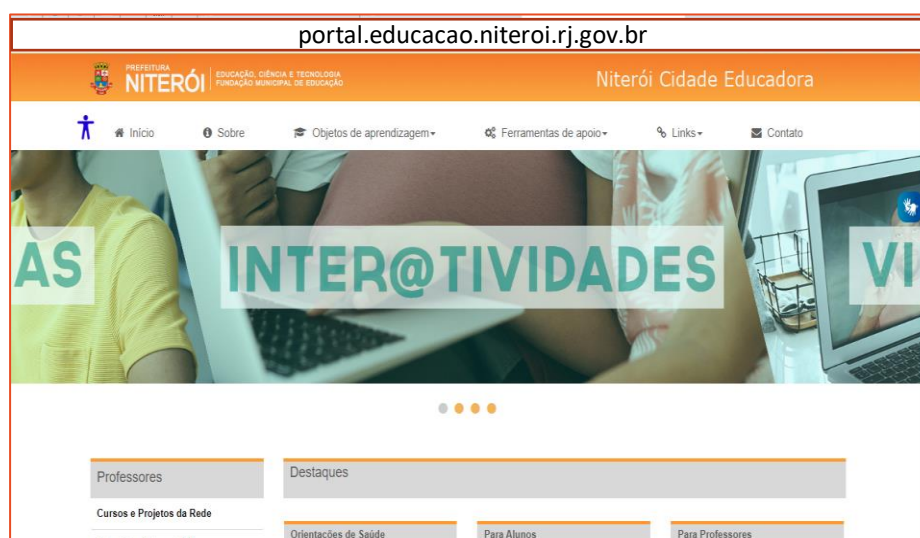 portal.educacao.niteroi.rj.gov.br
PREFEITURA
NITERÓI
EDUCAÇÃO, CIÊNCIA E TECNOLOGIA
FUNDAÇÃO MUNICIPAL DE EDUCAÇÃO
Niterói Cidade Educadora
Início Sobre Objetos de aprendizagem Ferramentas de apoio Links Contato
AS INTER@TIVIDADES VI
Professores
Destaques
Cursos e Projetos da Rede
Orientações de Saúde Para Alunos Para Professores